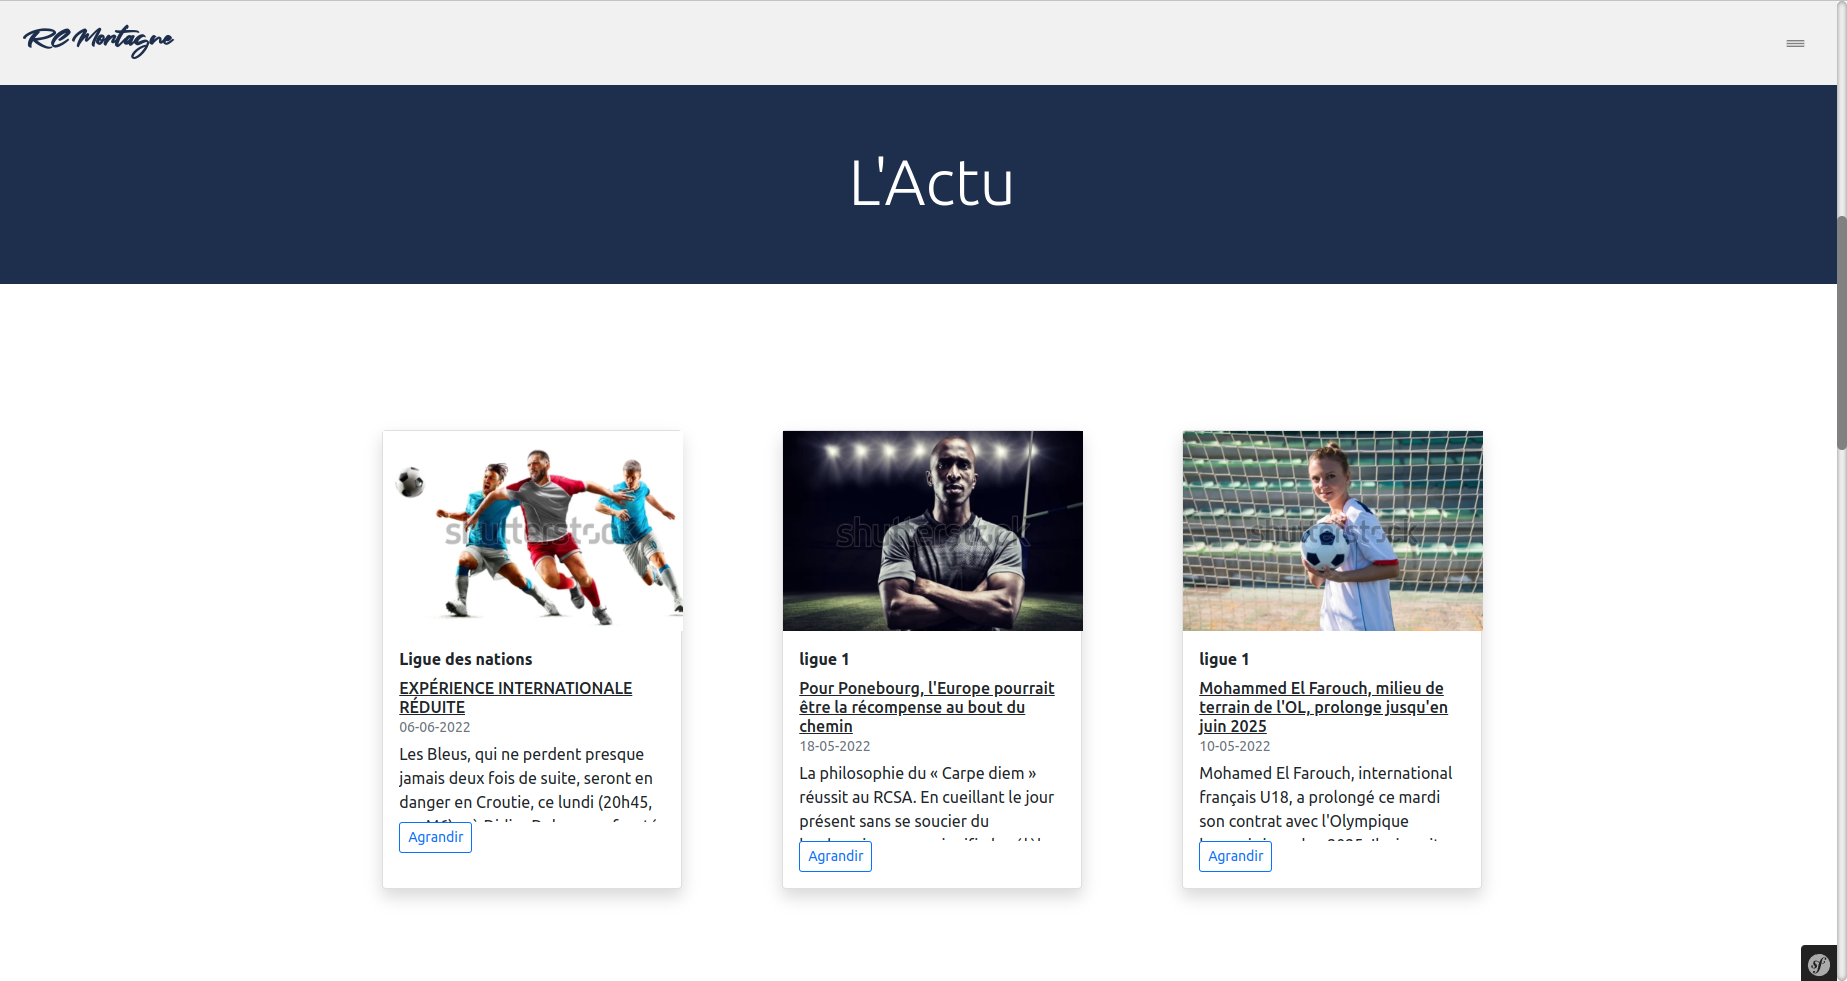 RC Montagne
L'Actu
shutterstock
shutterstock
shutterstock
Ligue des nations
EXPÉRIENCE INTERNATIONALE
RÉDUITE
06-06-2022
Les Bleus, qui ne perdent presque
jamais deux fois de suite, seront en
danger en Croutie, ce lundi (20h45,
Agrandir
ligue 1
Pour Ponebourg, l'Europe pourrait
être la récompense au bout du
chemin
18-05-2022
La philosophie du « Carpe diem »
réussit au RCSA. En cueillant le jour
présent sans se soucier du
Agrandir
ligue 1
Mohammed El Farouch, milieu de
terrain de l'OL, prolonge jusqu'en
juin 2025
10-05-2022
Mohamed El Farouch, international
français U18, a prolongé ce mardi
son contrat avec l'Olympique
Agrandir
sf